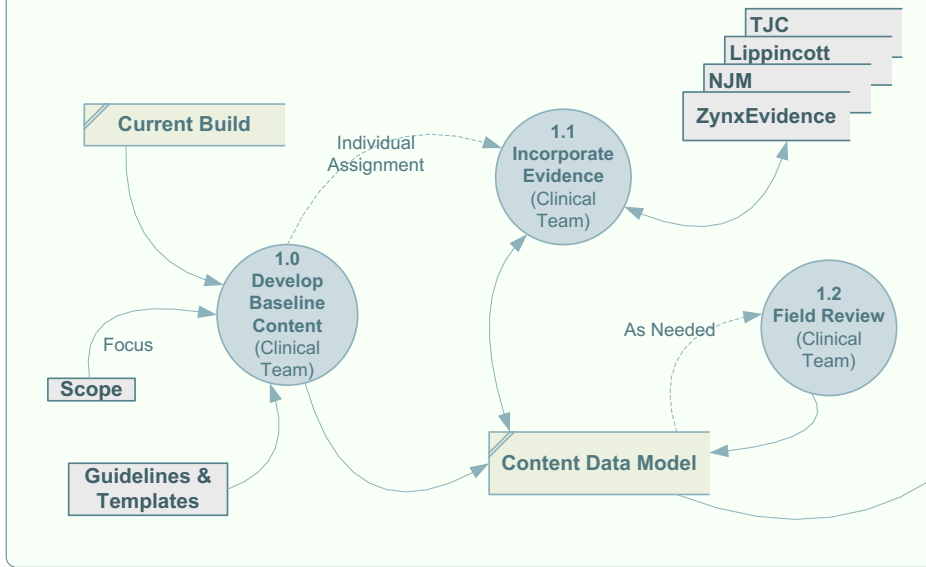 TJC
Lippincott
NJM
ZynxEvidence
Current Build
Individual
Assignment
1.1
Incorporate
Evidence
(Clinical
Team)
1.0
Develop
Baseline
Content
(Clinical
Team)
1.2
Field Review
(Clinical
Team)
As Needed
Focus
Scope
Guidelines &
Templates
Content Data Model